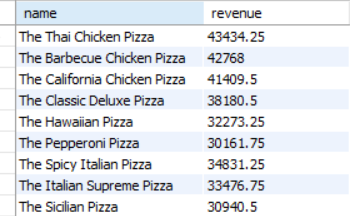 name revenue
The Thai Chicken Pizza 43434.25
The Barbecue Chicken Pizza 42768
The California Chicken Pizza 41409.5
The Classic Deluxe Pizza 38180.5
The Hawaiian Pizza 32273.25
The Pepperoni Pizza 30161.75
The Spicy Italian Pizza 34831.25
The Italian Supreme Pizza 33476.75
The Sicilian Pizza 30940.5